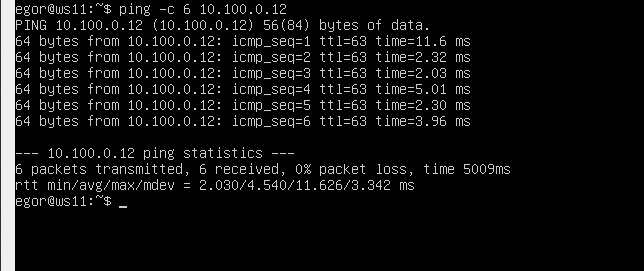 egor@ws11:~$ ping -c 6 10.100.0.12
PING 10.100.0.12 (10.100.0.12) 56(84) bytes of data.
64 bytes from 10.100.0.12: icmp_seq=1 ttl=63 time=11.6 ms
64 bytes from 10.100.0.12: icmp_seq=2 ttl=63 time=2.32 ms
64 bytes from 10.100.0.12: icmp_seq=3 ttl=63 time=2.03 ms
64 bytes from 10.100.0.12: icmp_seq=4 ttl=63 time=5.01 ms
64 bytes from 10.100.0.12: icmp_seq=5 ttl=63 time=2.30 ms
64 bytes from 10.100.0.12: icmp_seq=6 ttl=63 time=3.96 ms

--- 10.100.0.12 ping statistics ---
6 packets transmitted, 6 received, 0% packet loss, time 5009ms
rtt min/avg/max/mdev = 2.030/4.540/11.626/3.342 ms
egor@ws11:~$ _